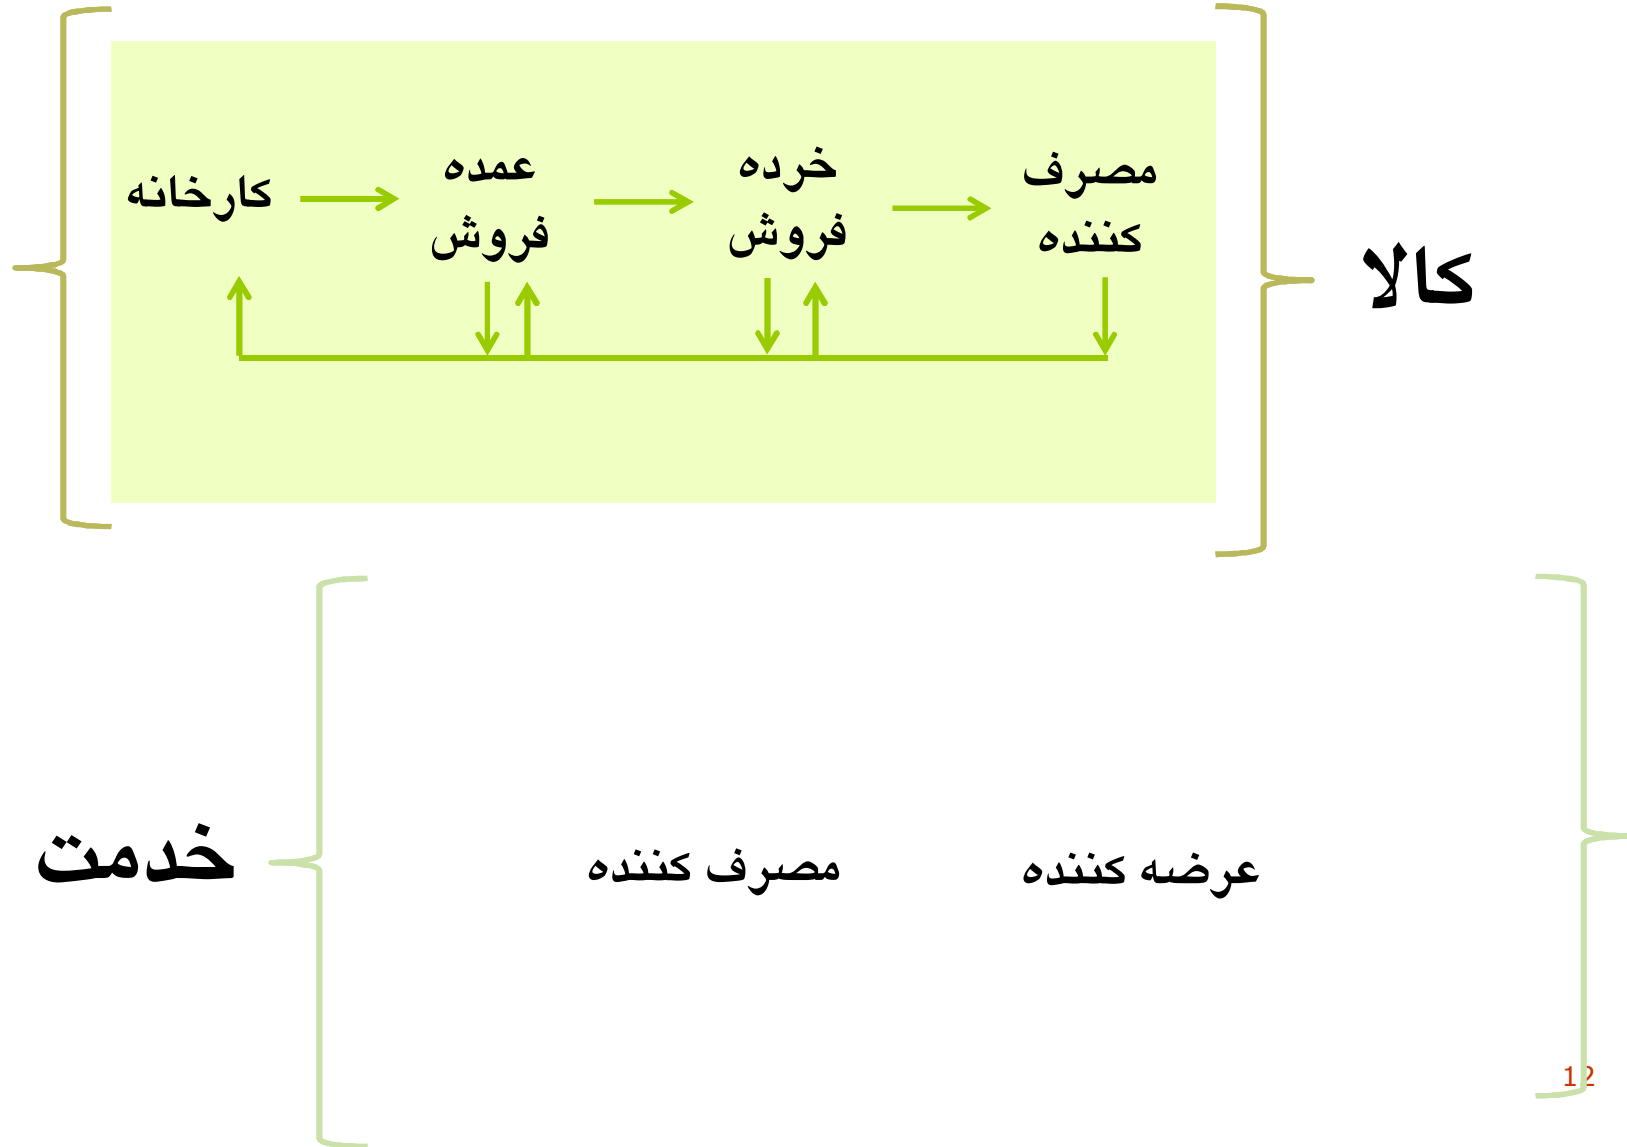 کارخانه
عمده
فروش
خرده
فروش
مصرف
کننده
کالا
خدمت
مصرف کننده
عرضه کننده
12